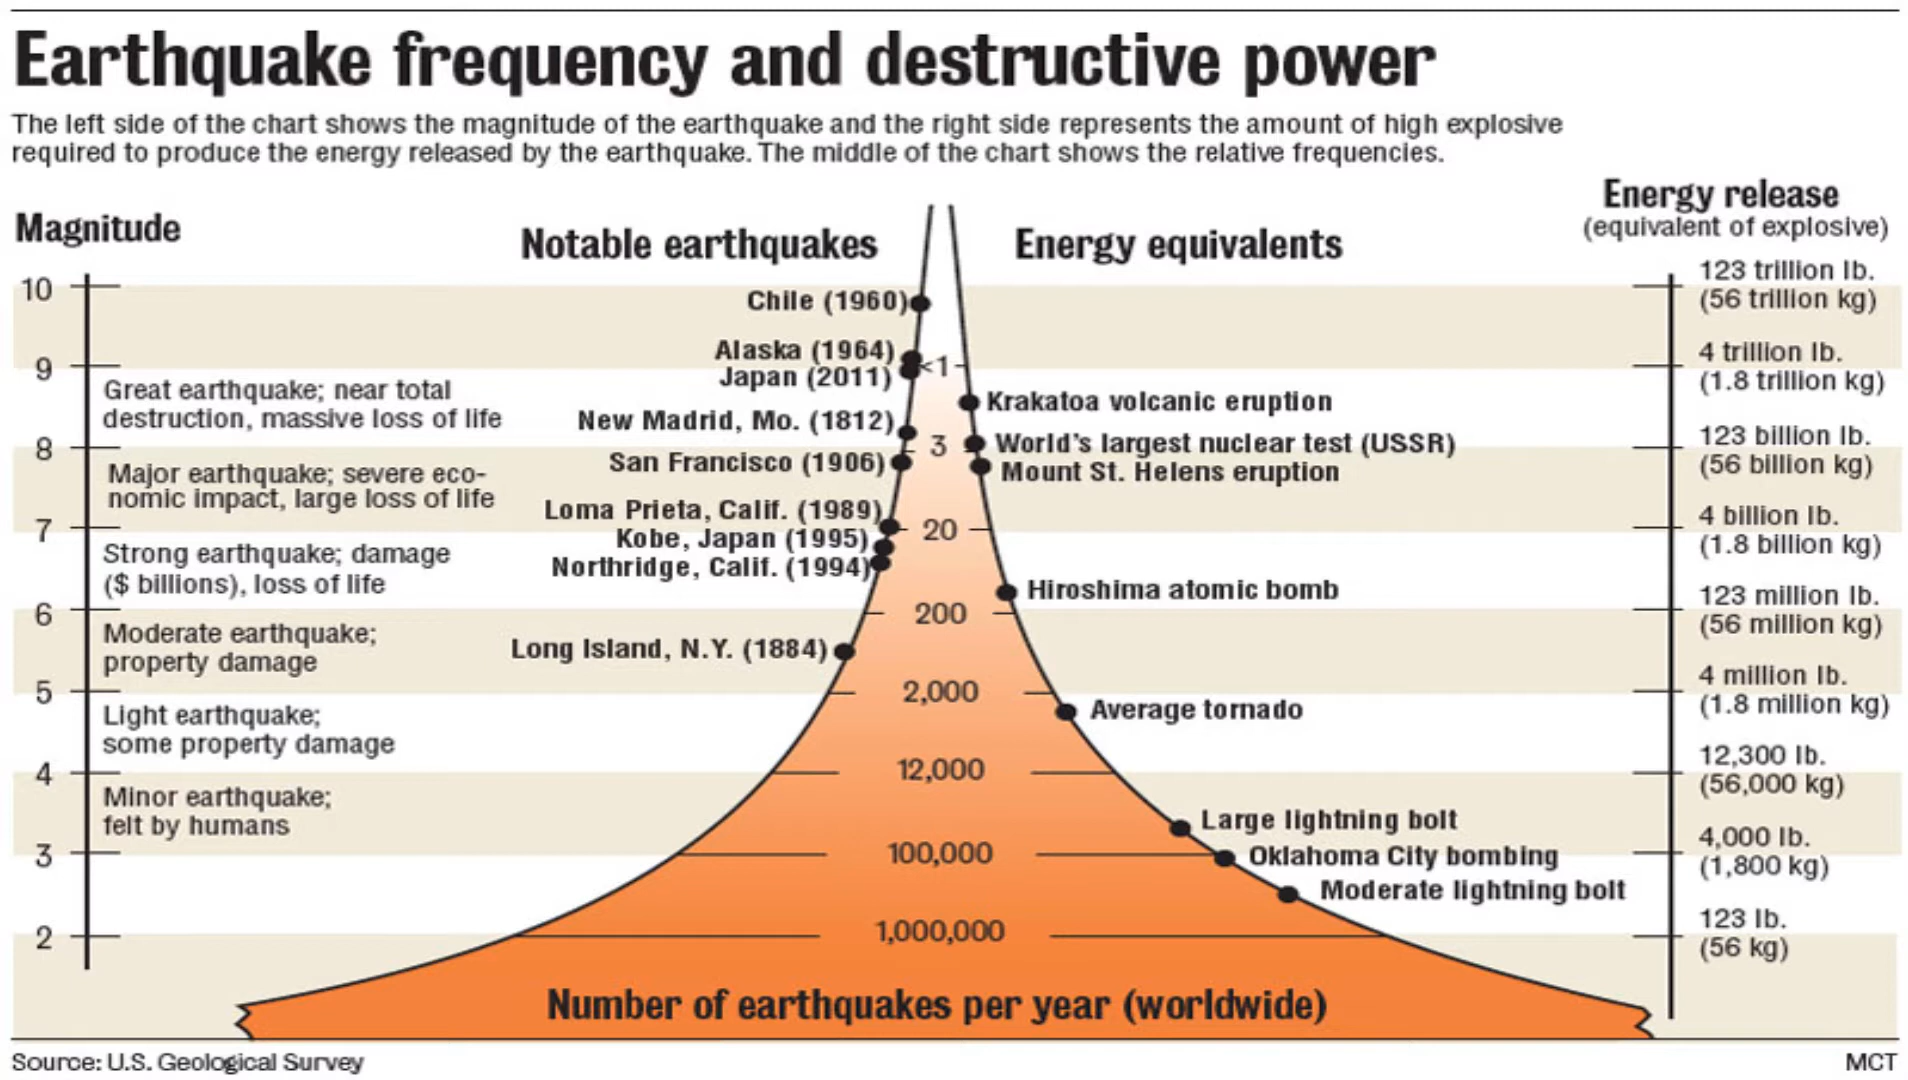 Earthquake frequency and destructive power
The left side of the chart shows the magnitude of the earthquake and the right side represents the amount of high explosive
required to produce the energy released by the earthquake. The middle of the chart shows the relative frequencies.
Magnitude
10
9
8
7
6
5
4
3
2
Great earthquake; near total
destruction, massive loss of life
Major earthquake; severe eco-
nomic impact, large loss of life
Strong earthquake; damage
($ billions), loss of life
Moderate earthquake;
property damage
Light earthquake;
some property damage
Minor earthquake;
felt by humans
Notable earthquakes
Chile (1960)
Alaska (1964)
Japan (2011)
New Madrid, Mo. (1812)
San Francisco (1906)
Loma Prieta, Calif. (1989)
Kobe, Japan (1995)
Northridge, Calif. (1994)
Long Island, N.Y. (1884)
<1
3
20
200
2,000
12,000
100,000
1,000,000
Number of earthquakes per year (worldwide)
Energy equivalents
Krakatoa volcanic eruption
World's largest nuclear test (USSR)
Mount St. Helens eruption
Hiroshima atomic bomb
Average tornado
Large lightning bolt
Oklahoma City bombing
Moderate lightning bolt
Energy release
(equivalent of explosive)
123 trillion lb.
(56 trillion kg)
4 trillion lb.
(1.8 trillion kg)
123 billion lb.
(56 billion kg)
4 billion lb.
(1.8 billion kg)
123 million lb.
(56 million kg)
4 million lb.
(1.8 million kg)
12,300 lb.
(56,000 kg)
4,000 lb.
(1,800 kg)
123 lb.
(56 kg)
Source: U.S. Geological Survey
MCT